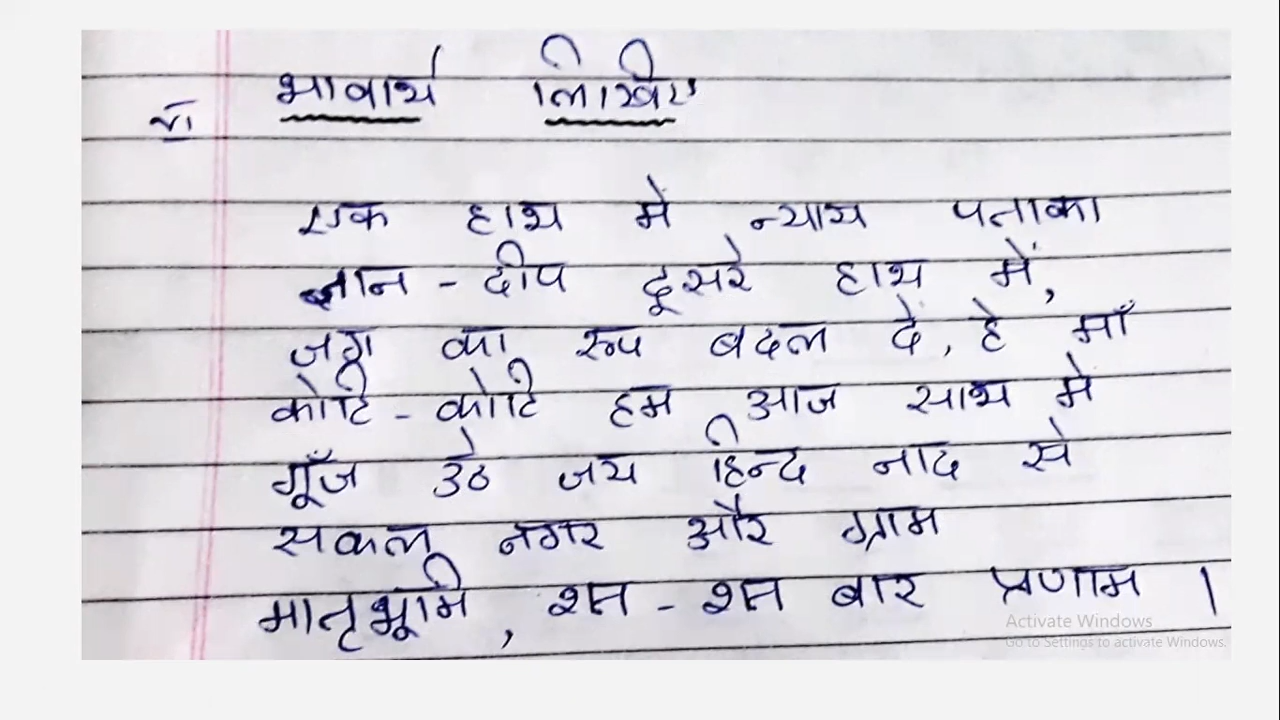 भावार्थ लिखिए
एक हाथ में न्याय पताका
ज्ञान - दीप दूसरे हाथ में,
जग का रूप बदल दें, हे माँ
कोटि - कोटि हम आज साथ में
गूँज उठे जय हिन्द नाद से
सकल नगर और ग्राम
मातृभूमि, शत - शत बार प्रणाम ।
Activate Windows
Go to Settings to activate Windows.